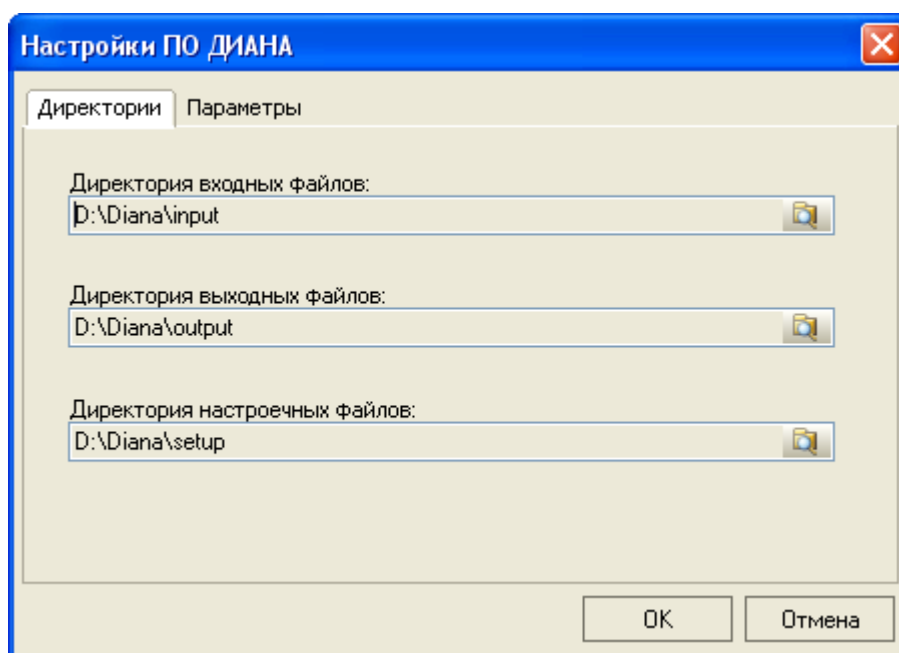 Настройки ПО ДИАНА
Директории Параметры
Директория входных файлов:
D:\Diana\input
Директория выходных файлов:
D:\Diana\output
Директория настроечных файлов:
D:\Diana\setup
OK Отмена